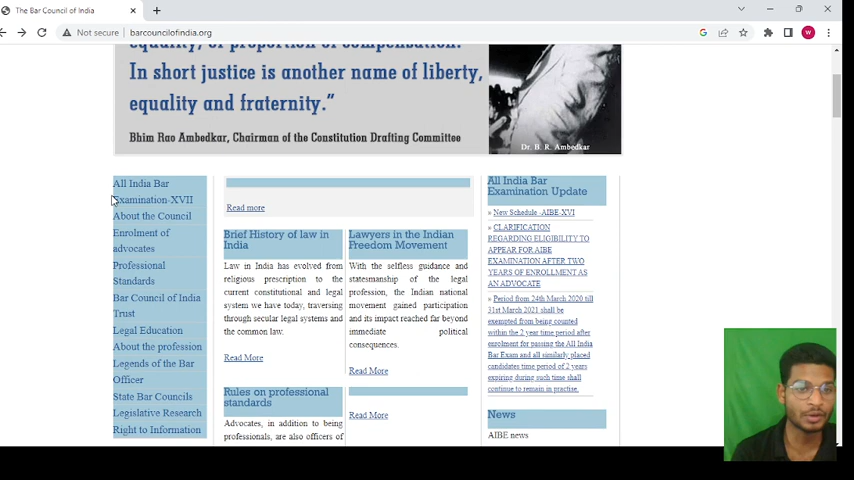 The Bar Council of India
Not secure
barcouncilofindia.org
W
equality, or proportion or compensation.
In short justice is another name of liberty,
equality and fraternity.”
Bhim Rao Ambedkar, Chairman of the Constitution Drafting Committee
Dr. B. R. Ambedkar
All India Bar
Examination-XVII
About the Council
Enrolment of
advocates
Professional
Standards
Bar Council of India
Trust
Legal Education
About the profession
Legends of the Bar
Officer
State Bar Councils
Legislative Research
Right to Information
Read more
Brief History of law in
India
Law in India has evolved from
religious prescription to the
current constitutional and legal
system we have today, traversing
through secular legal systems and
the common law.
Read More
Rules on professional
standards
Advocates, in addition to being
professionals, are also officers of
Lawyers in the Indian
Freedom Movement
With the selfless guidance and
statesmanship of the legal
profession, the Indian national
movement gained participation
and its impact reached far beyond
immediate political
consequences.
Read More
Read More
All India Bar
Examination Update
» New Schedule -AIBE-XVI
» CLARIFICATION
REGARDING ELIGIBILITY TO
APPEAR FOR AIBE
EXAMINATION AFTER TWO
YEARS OF ENROLMENT AS
AN ADVOCATE
» Period from 24th March 2020 till
31st March 2021 shall be
exempted from being counted
within the 2 year time period after
enrolment for passing the All India
Bar Exam and all similarly placed
candidates time period of 2 years
expiring during such time shall
continue to remain in practise.
News
AIBE news